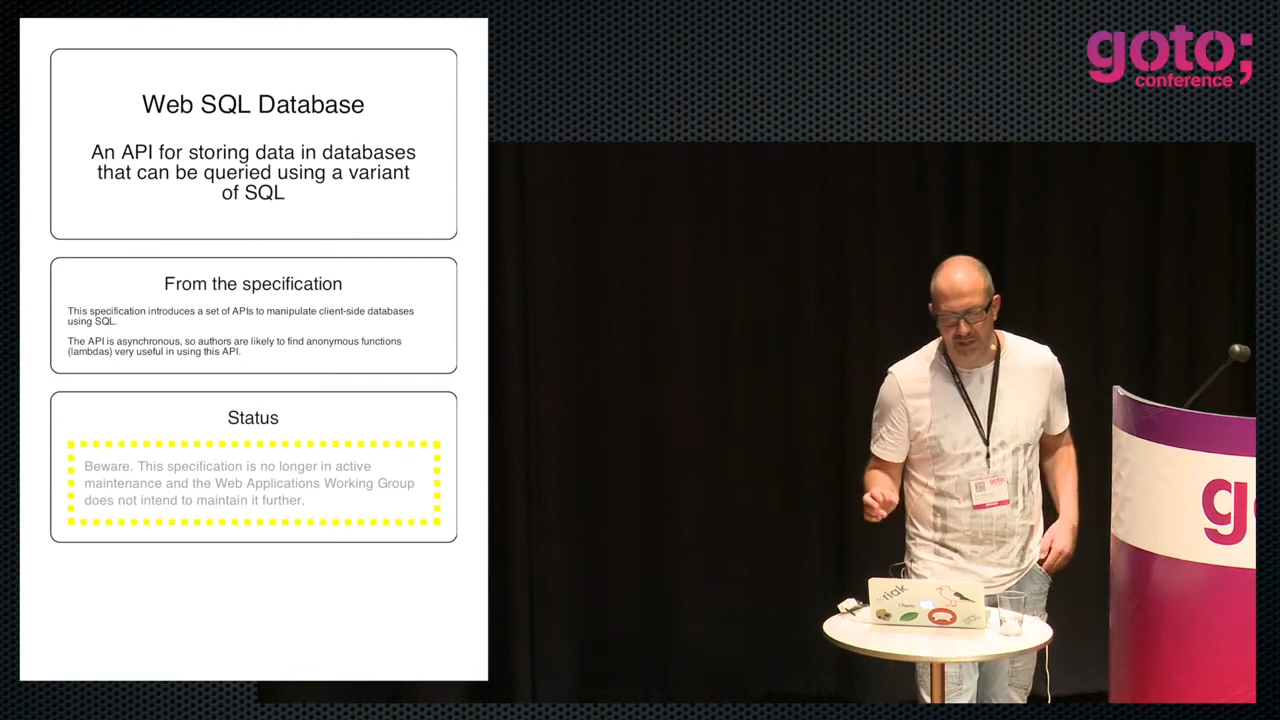 Web SQL Database
An API for storing data in databases
that can be queried using a variant
of SQL
From the specification
This specification introduces a set of APIs to manipulate client-side databases
using SQL.
The API is asynchronous, so authors are likely to find anonymous functions
(lambdas) very useful in using this API.
Status
Beware. This specification is no longer in active
maintenance and the Web Applications Working Group
does not intend to maintain it further.
goto;
conference
goto;
riak
g